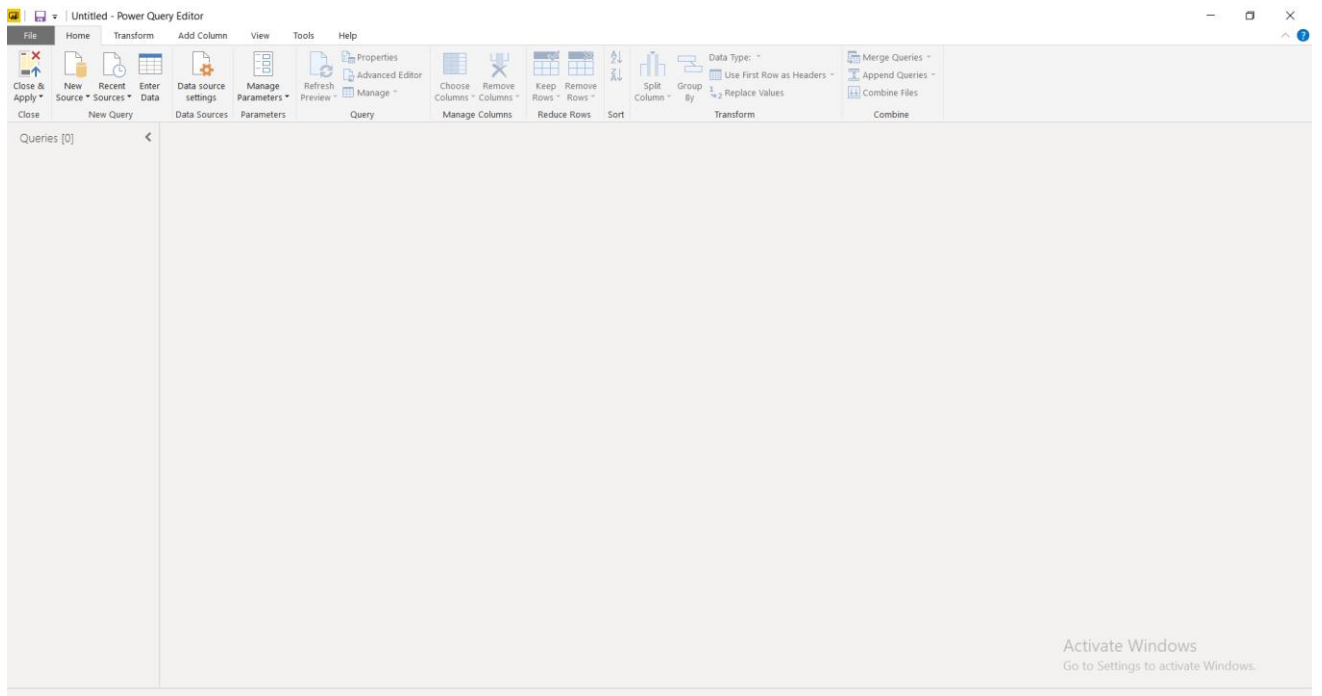 Untitled - Power Query Editor
File Home Transform Add Column View Tools Help
Close & Apply
New Source
Recent Sources
Enter Data
Data source settings
Manage Parameters
Refresh Preview
Properties
Advanced Editor
Manage
Choose Columns
Remove Columns
Keep Rows
Remove Rows
Split Column
Group By
Data Type:
Use First Row as Headers
Replace Values
Merge Queries
Append Queries
Combine Files
Close New Query Data Sources Parameters Query Manage Columns Reduce Rows Sort Transform Combine
Queries [0]
Activate Windows
Go to Settings to activate Windows.